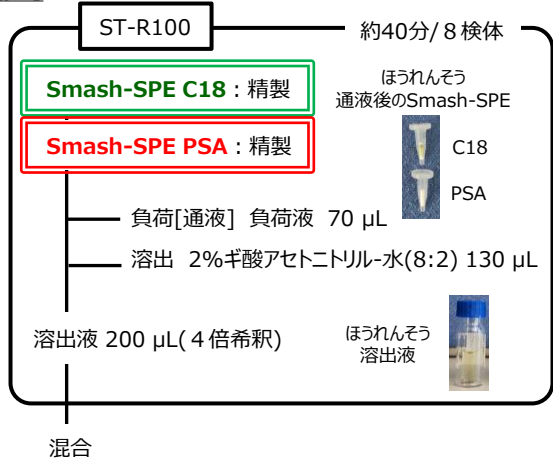 ST-R100
約40分/８検体
Smash-SPE C18：精製
Smash-SPE PSA：精製
ほうれんそう
通液後のSmash-SPE
C18
PSA
負荷[通液] 負荷液 70 µL
溶出 2%ギ酸アセトニトリル-水(8:2) 130 µL
溶出液 200 µL(４倍希釈)
ほうれんそう
溶出液
混合